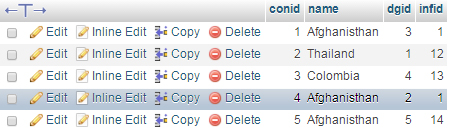 ←T→ conid name dgid infid
Edit Inline Edit Copy Delete 1 Afghanisthan 3 1
Edit Inline Edit Copy Delete 2 Thailand 1 12
Edit Inline Edit Copy Delete 3 Colombia 4 13
Edit Inline Edit Copy Delete 4 Afghanisthan 2 1
Edit Inline Edit Copy Delete 5 Afghanisthan 5 14